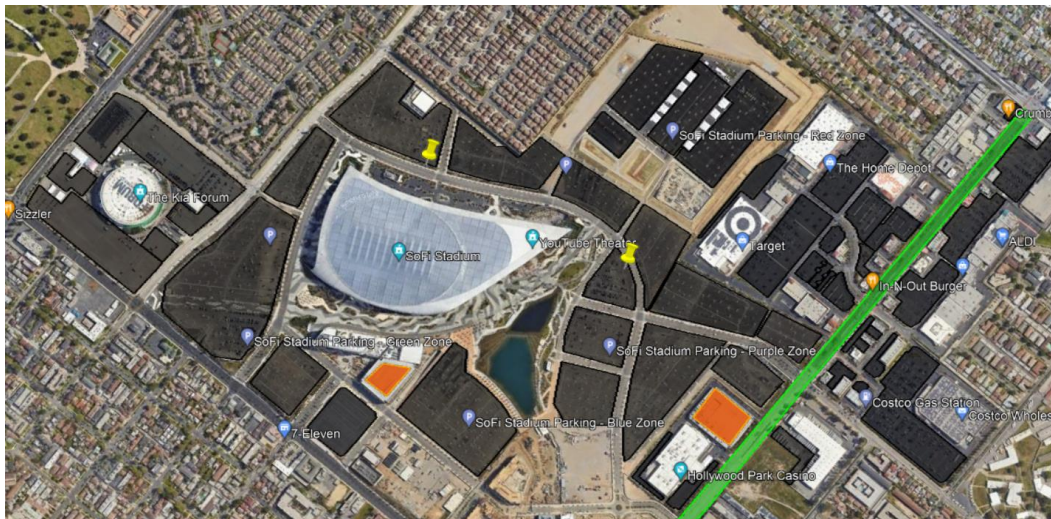 Crumb
SoFi Stadium Parking - Red Zone
The Home Depot
The Kia Forum
Sizzler
YouTube Theater
Target
ALDI
SoFi Stadium
In-N-Out Burger
SoFi Stadium Parking - Green Zone
SoFi Stadium Parking - Purple Zone
Costco Gas Station
Costco Wholes
SoFi Stadium Parking - Blue Zone
7-Eleven
Hollywood Park Casino